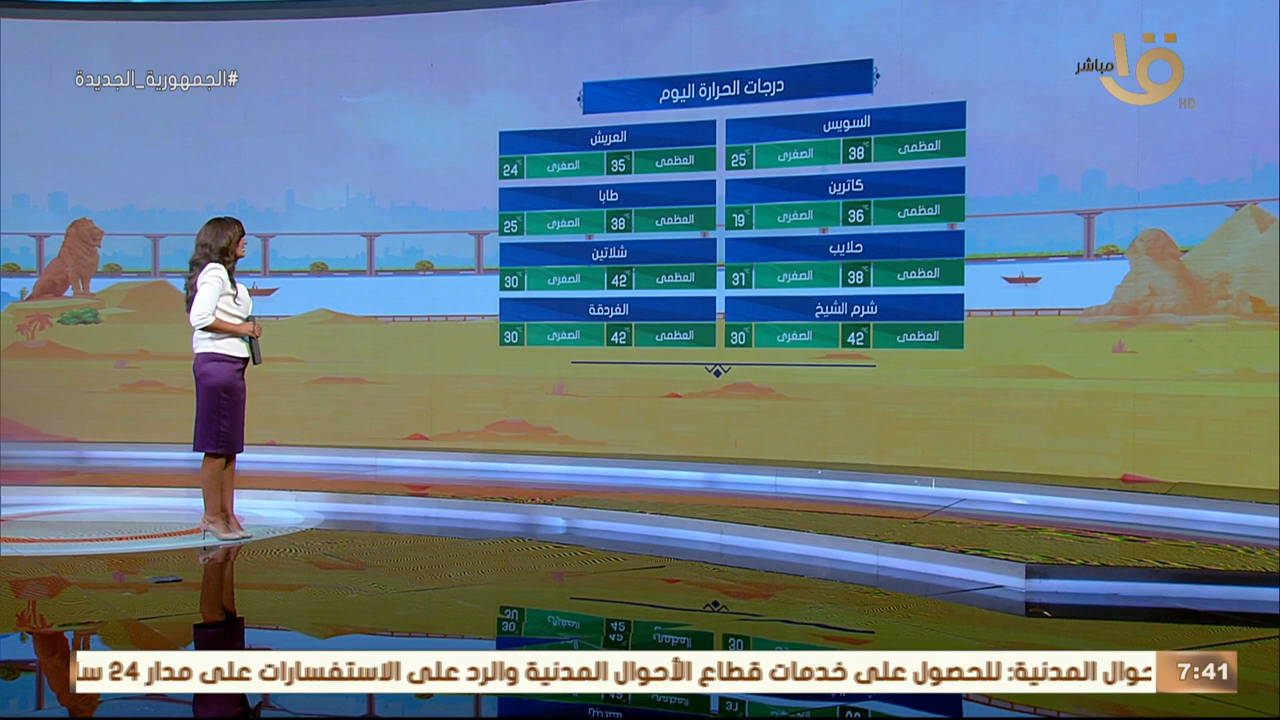 #الجمهورية_الجديدة
مباشر
HD
درجات الحرارة اليوم
السويس
العظمى 38 الصغرى 25
العريش
العظمى 35 الصغرى 24
كاترين
العظمى 36 الصغرى 19
طابا
العظمى 38 الصغرى 25
حلايب
العظمى 38 الصغرى 31
شلاتين
العظمى 42 الصغرى 30
شرم الشيخ
العظمى 42 الصغرى 30
الغردقة
العظمى 42 الصغرى 30
7:41
حوال المدنية: للحصول على خدمات قطاع الأحوال المدنية والرد على الاستفسارات على مدار 24 سا